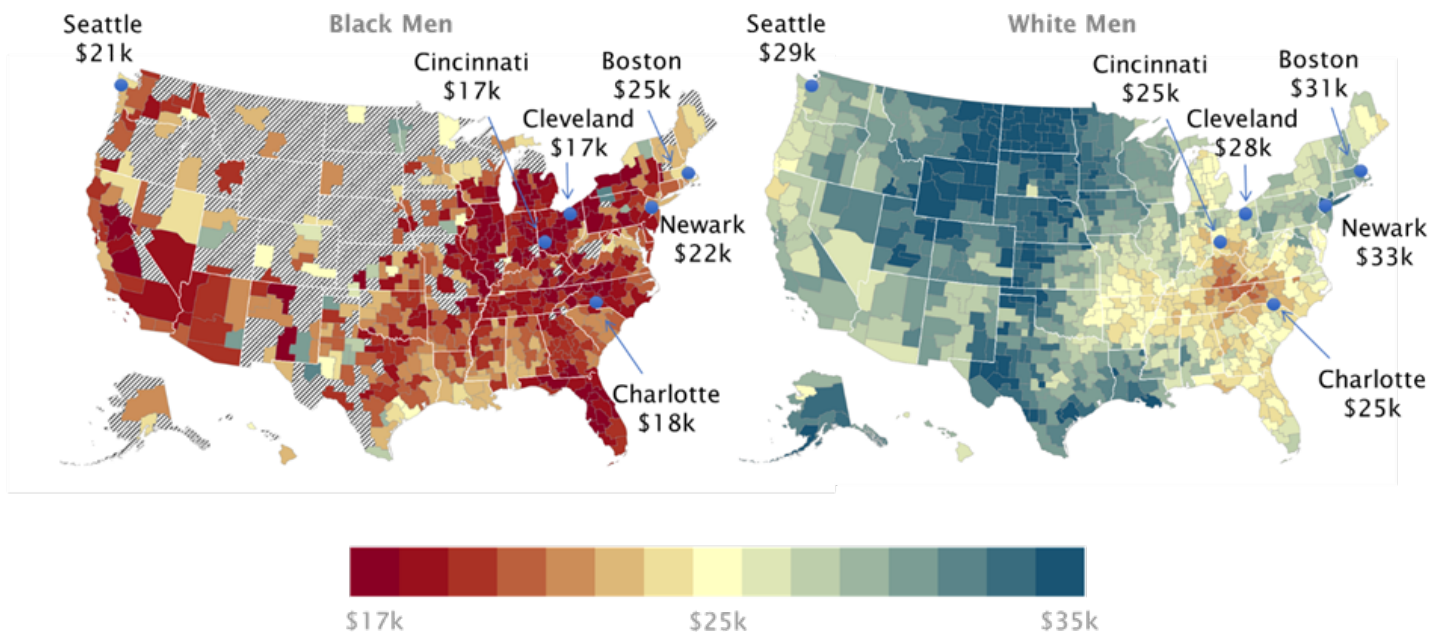 Black Men
Seattle
$21k
Cincinnati
$17k
Boston
$25k
Cleveland
$17k
Newark
$22k
Charlotte
$18k
White Men
Seattle
$29k
Cincinnati
$25k
Boston
$31k
Cleveland
$28k
Newark
$33k
Charlotte
$25k
$17k
$25k
$35k